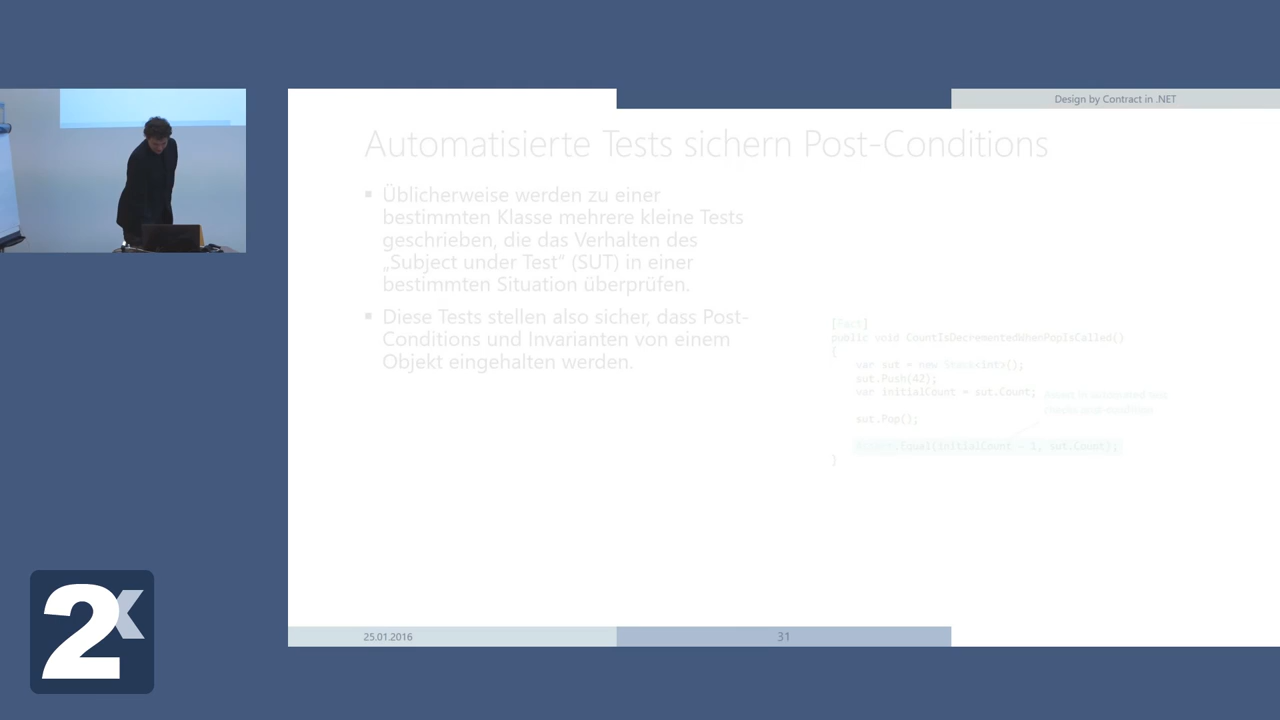 Design by Contract in .NET
Automatisierte Tests sichern Post-Conditions
▪ Üblicherweise werden zu einer
bestimmten Klasse mehrere kleine Tests
geschrieben, die das Verhalten des
„Subject under Test“ (SUT) in einer
bestimmten Situation überprüfen.
▪ Diese Tests stellen also sicher, dass Post-
Conditions und Invarianten von einem
Objekt eingehalten werden.
[Fact]
public void CountIsDecrementedWhenPopIsCalled()
{
var sut = new Stack<int>();
sut.Push(42);
var initialCount = sut.Count;
sut.Pop();
Assert.Equal(initialCount - 1, sut.Count);
}
25.01.2016
31
2x